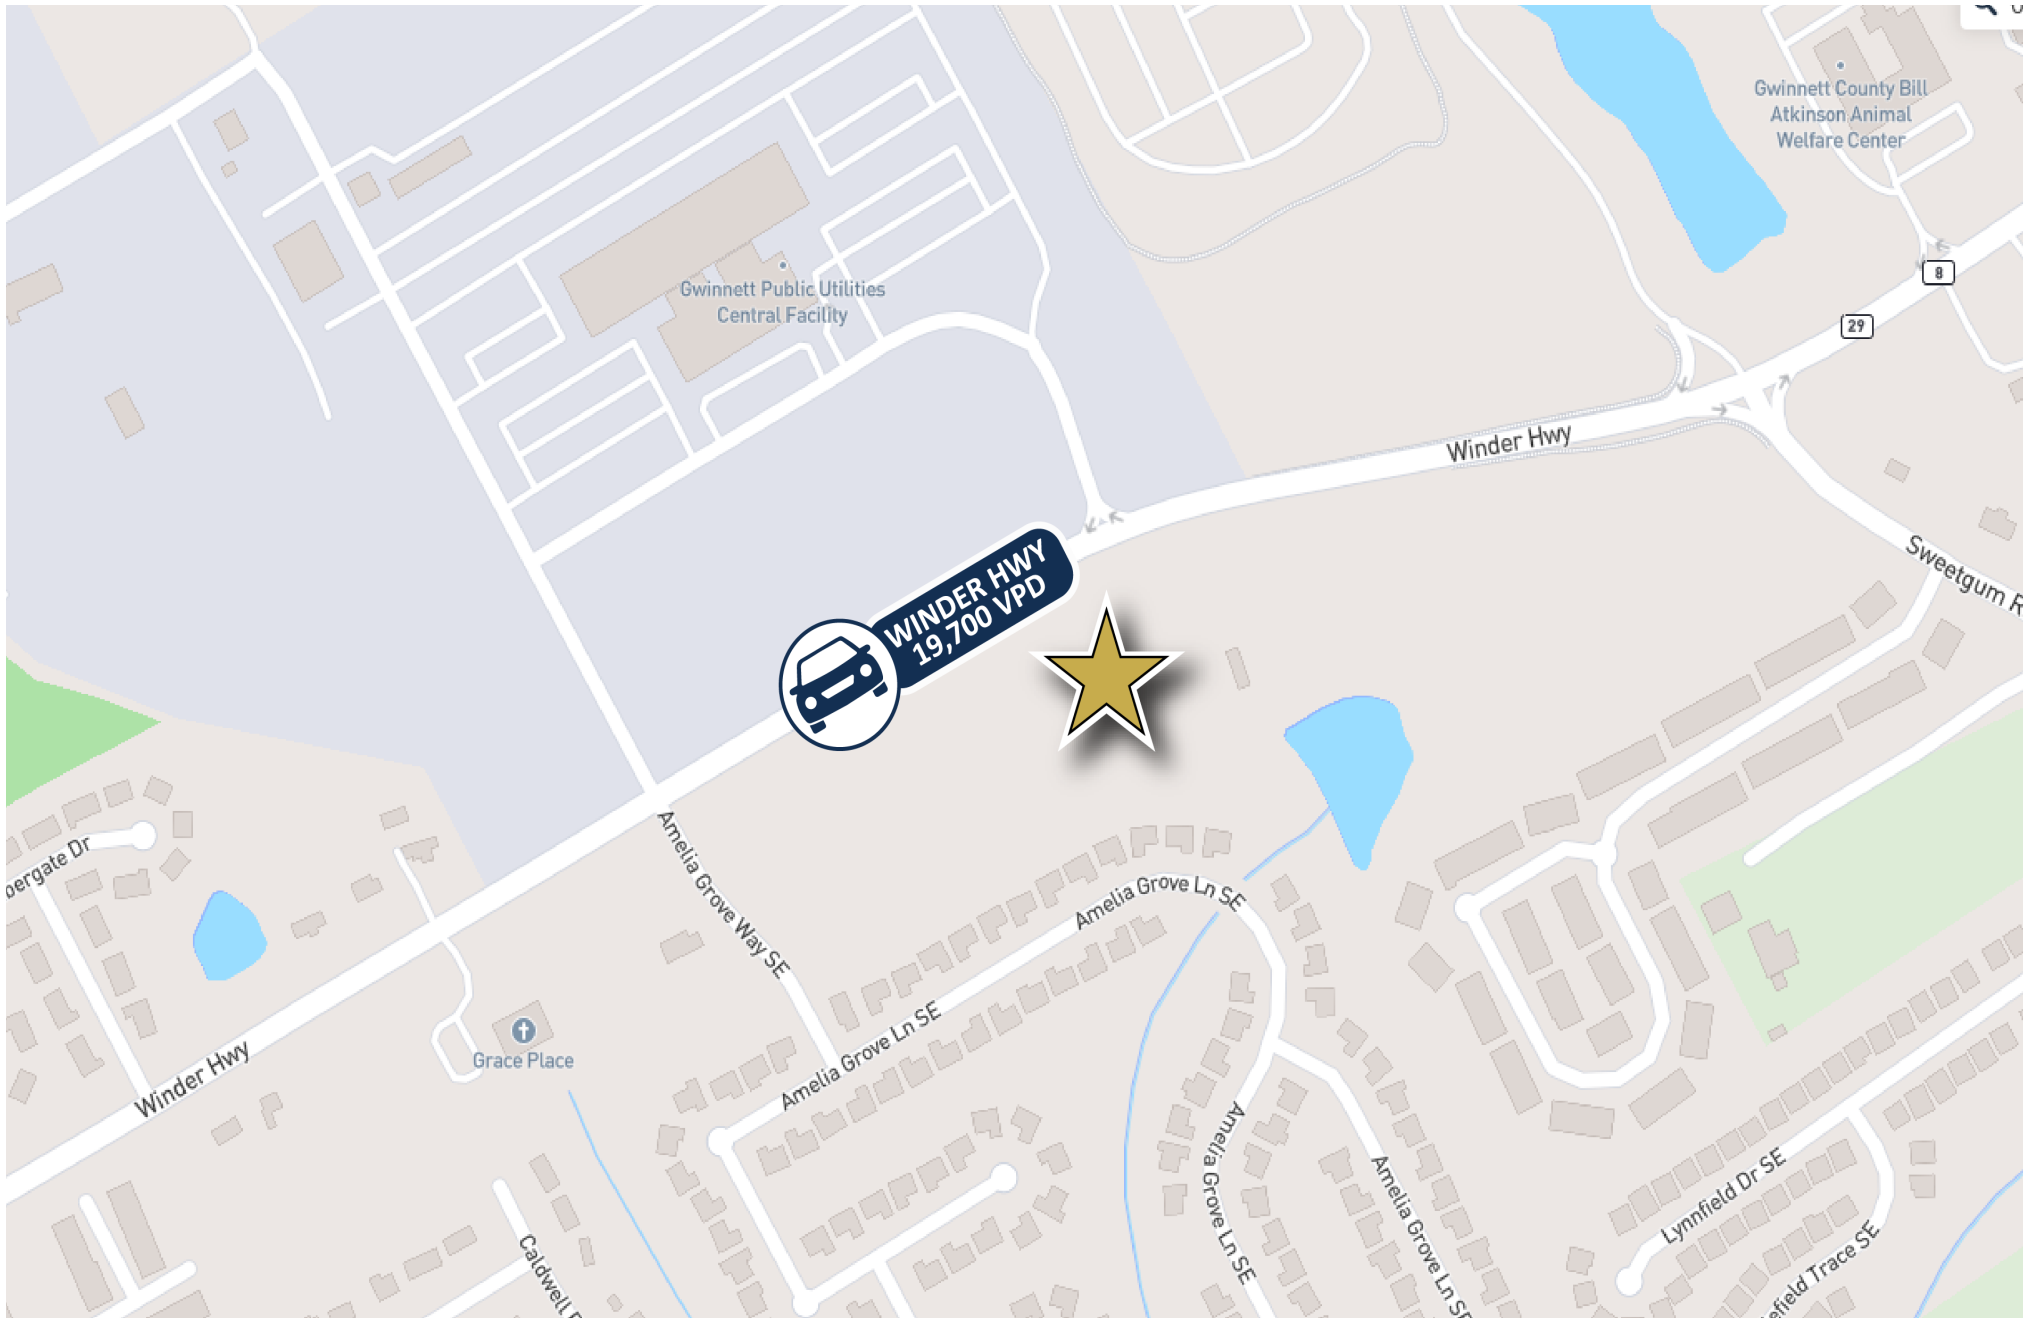 Gwinnett County Bill
Atkinson Animal
Welfare Center
8
29
Gwinnett Public Utilities
Central Facility
Winder Hwy
WINDER HWY
19,700 VPD
Amelia Grove Way SE
Amelia Grove Ln SE
Amelia Grove Ln SE
Winder Hwy
Grace Place
Amelia Grove Ln SE
Amelia Grove Ln SE
Lynnfield Dr SE
Caldwell
Sweetgum
bergate Dr
efield Trace SE